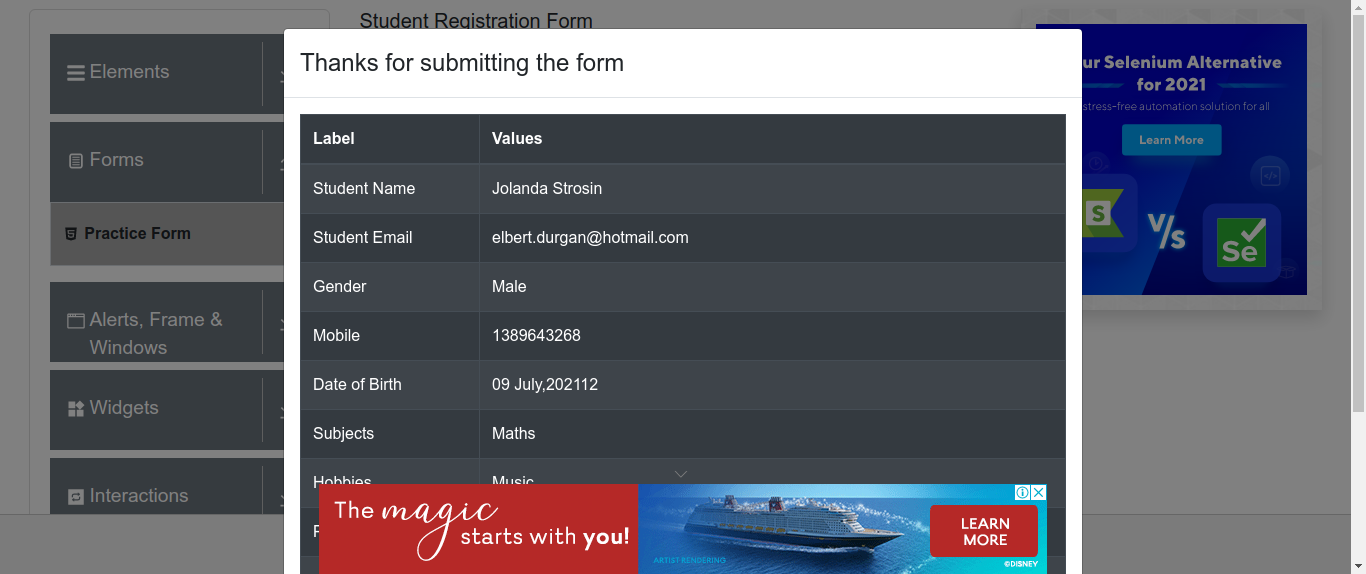 Student Registration Form
Elements
Forms
Practice Form
Alerts, Frame &
Windows
Widgets
Interactions
Thanks for submitting the form
Label Values
Student Name Jolanda Strosin
Student Email elbert.durgan@hotmail.com
Gender Male
Mobile 1389643268
Date of Birth 09 July,202112
Subjects Maths
Hobbies Music
The magic
starts with you!
ARTIST RENDERING
LEARN
MORE
©DISNEY
ur Selenium Alternative
for 2021
stress-free automation solution for all
Learn More
S
V/s
Se